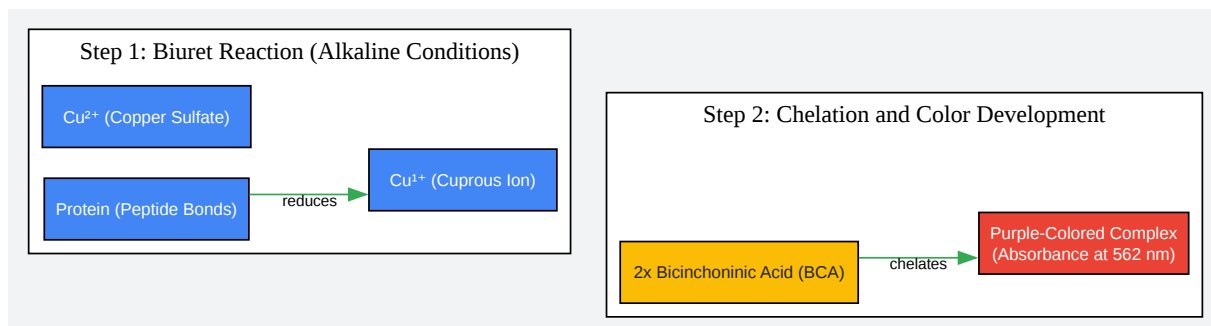 Step 1: Biuret Reaction (Alkaline Conditions)
Cu²⁺ (Copper Sulfate)
Protein (Peptide Bonds)
reduces
Cu¹⁺ (Cuprous Ion)
Step 2: Chelation and Color Development
2x Bicinchoninic Acid (BCA)
chelates
Purple-Colored Complex
(Absorbance at 562 nm)